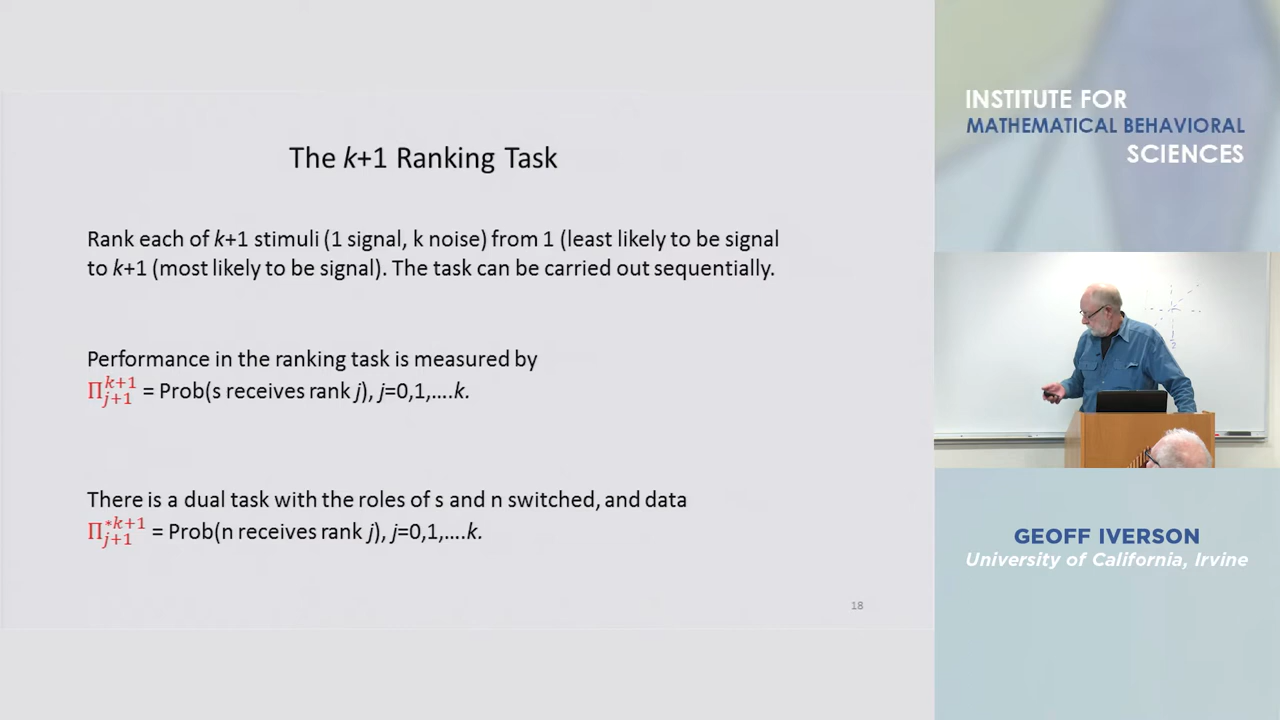 The k+1 Ranking Task
Rank each of k+1 stimuli (1 signal, k noise) from 1 (least likely to be signal
to k+1 (most likely to be signal). The task can be carried out sequentially.
Performance in the ranking task is measured by
Π_{j+1}^{k+1} = Prob(s receives rank j), j=0,1,….k.
There is a dual task with the roles of s and n switched, and data
Π_{j+1}^{*k+1} = Prob(n receives rank j), j=0,1,….k.
18
INSTITUTE FOR
MATHEMATICAL BEHAVIORAL
SCIENCES
GEOFF IVERSON
University of California, Irvine